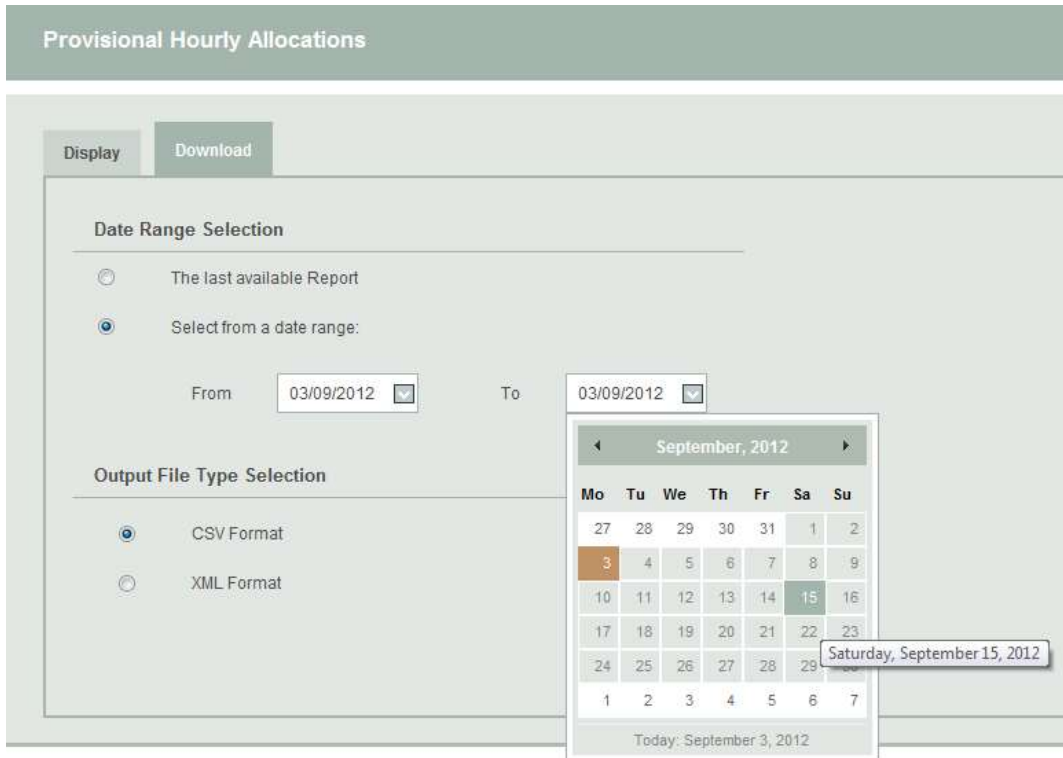 Provisional Hourly Allocations
Display Download
Date Range Selection
The last available Report
Select from a date range:
From 03/09/2012 To 03/09/2012
September, 2012
Mo Tu We Th Fr Sa Su
27 28 29 30 31 1 2
3 4 5 6 7 8 9
10 11 12 13 14 15 16
17 18 19 20 21 22 23
24 25 26 27 28 29
1 2 3 4 5 6 7
Today: September 3, 2012
Saturday, September 15, 2012
Output File Type Selection
CSV Format
XML Format